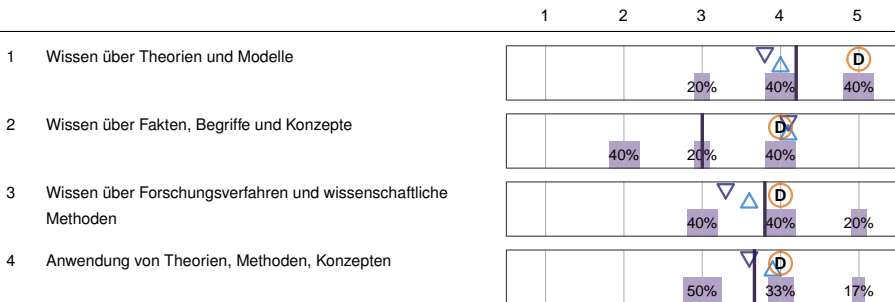 1 2 3 4 5
1 Wissen über Theorien und Modelle D
20% 40% 40%
2 Wissen über Fakten, Begriffe und Konzepte D
40% 20% 40%
3 Wissen über Forschungsverfahren und wissenschaftliche D
Methoden 40% 40% 20%
4 Anwendung von Theorien, Methoden, Konzepten D
50% 33% 17%